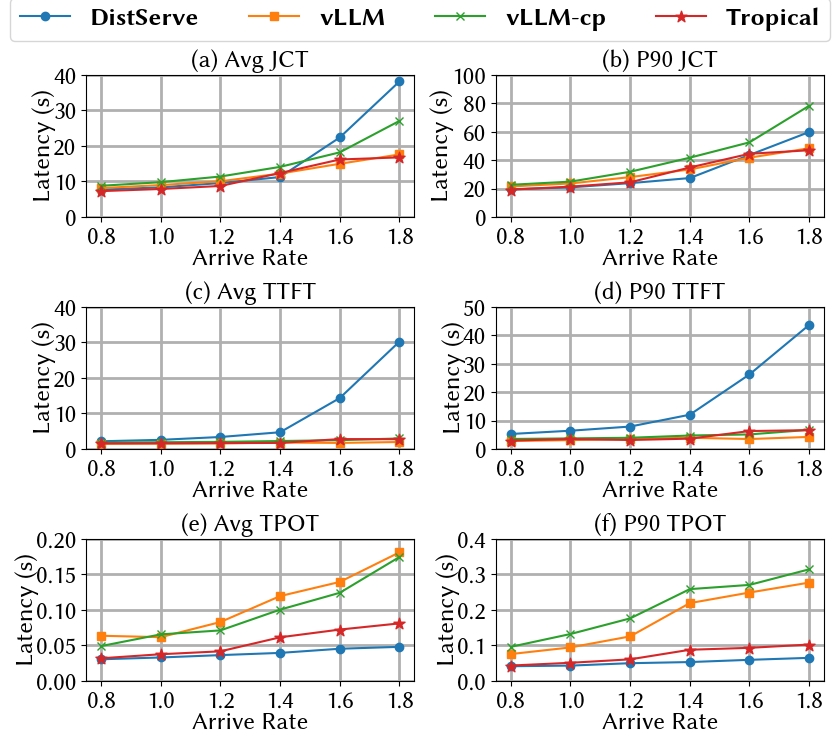 DistServe vLLM vLLM-cp Tropical
(a) Avg JCT
Latency (s)
40
30
20
10
0
0.8 1.0 1.2 1.4 1.6 1.8
Arrive Rate
(b) P90 JCT
Latency (s)
100
80
60
40
20
0
0.8 1.0 1.2 1.4 1.6 1.8
Arrive Rate
(c) Avg TTFT
Latency (s)
40
30
20
10
0
0.8 1.0 1.2 1.4 1.6 1.8
Arrive Rate
(d) P90 TTFT
Latency (s)
50
40
30
20
10
0
0.8 1.0 1.2 1.4 1.6 1.8
Arrive Rate
(e) Avg TPOT
Latency (s)
0.20
0.15
0.10
0.05
0.00
0.8 1.0 1.2 1.4 1.6 1.8
Arrive Rate
(f) P90 TPOT
Latency (s)
0.4
0.3
0.2
0.1
0.0
0.8 1.0 1.2 1.4 1.6 1.8
Arrive Rate